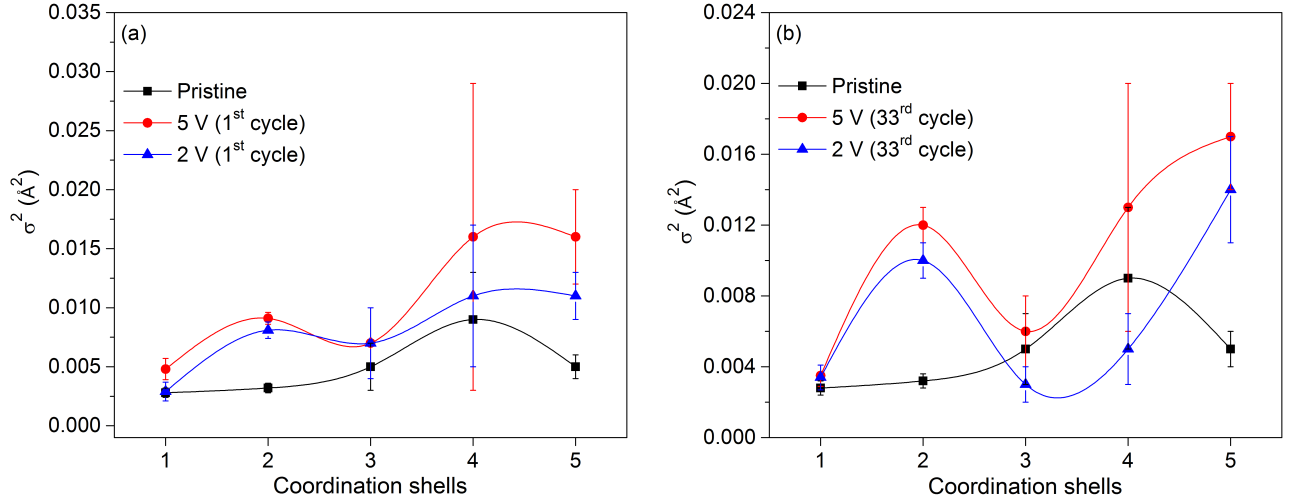 (a)
Pristine
5 V (1st cycle)
2 V (1st cycle)
0.035
0.030
0.025
0.020
0.015
0.010
0.005
0.000
σ2 (Å2)
1 2 3 4 5
Coordination shells
(b)
Pristine
5 V (33rd cycle)
2 V (33rd cycle)
0.024
0.020
0.016
0.012
0.008
0.004
0.000
σ2 (Å2)
1 2 3 4 5
Coordination shells